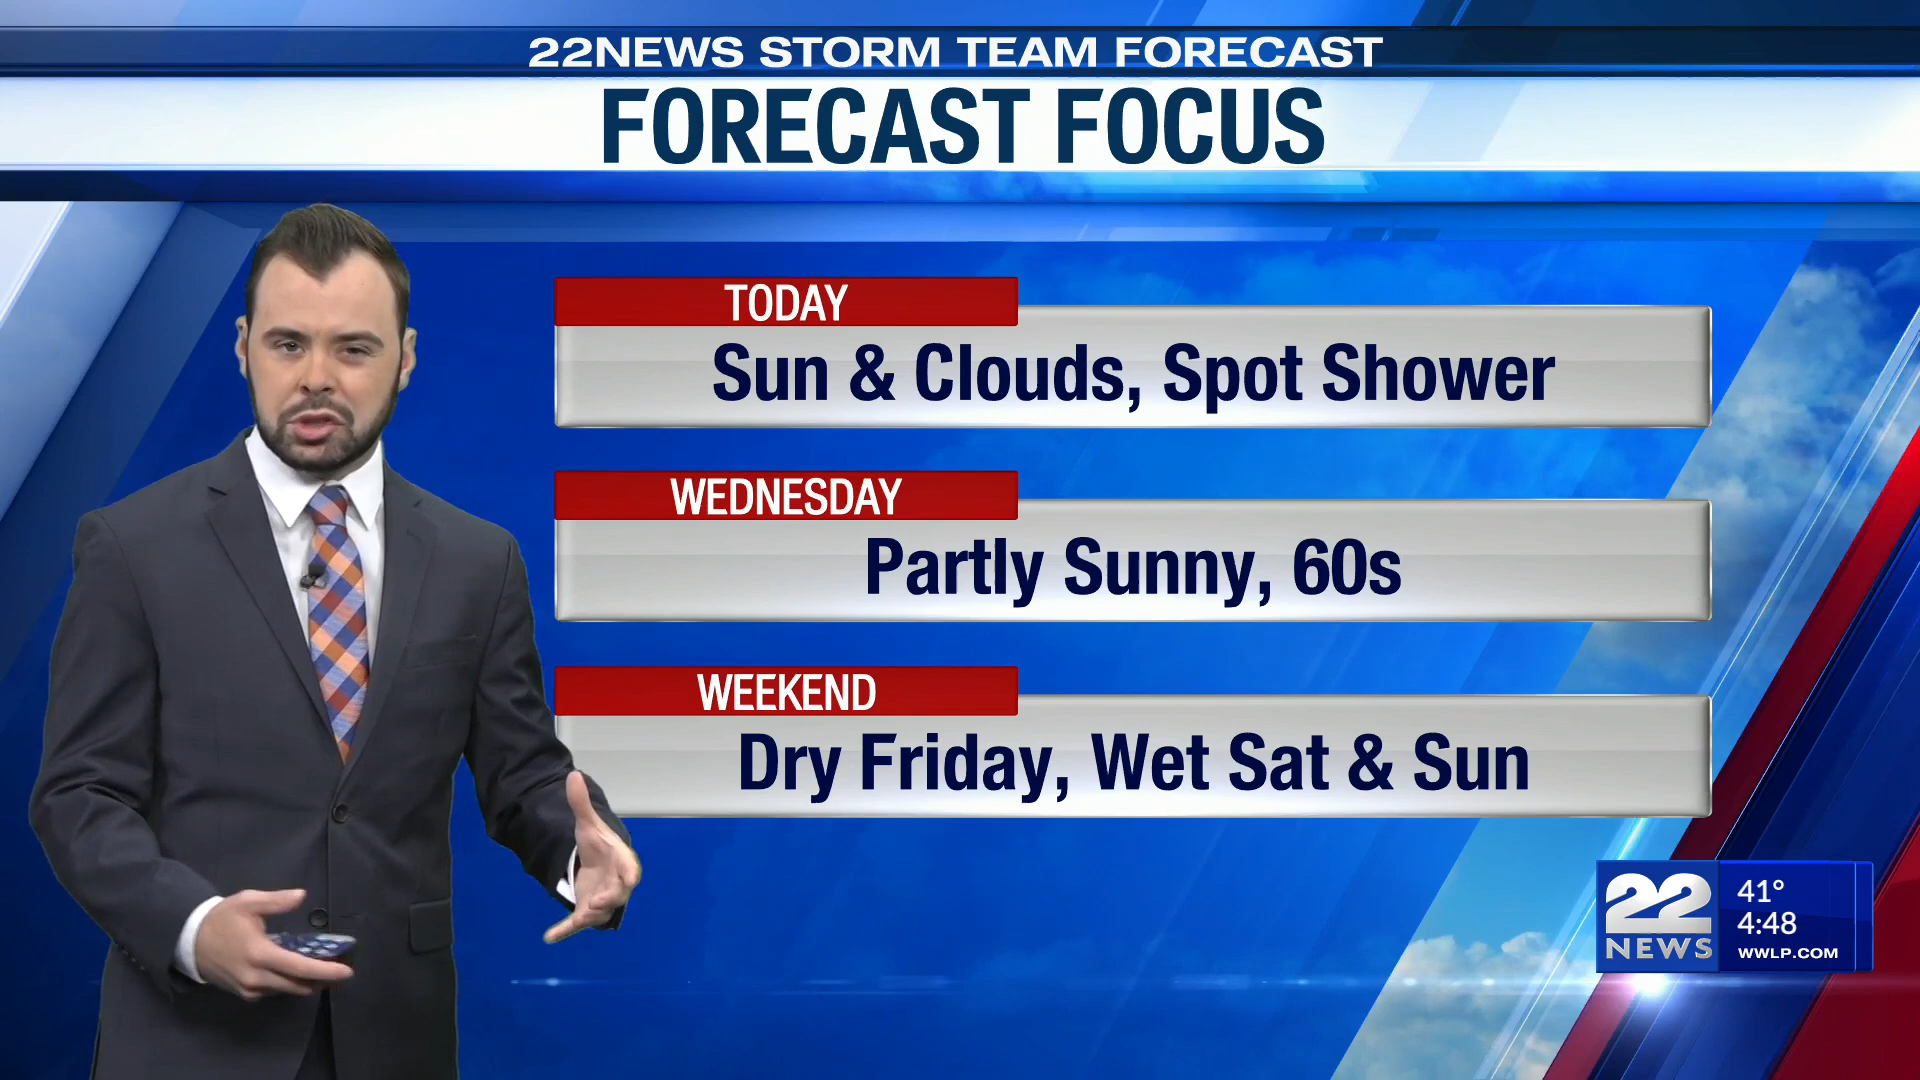 22NEWS STORM TEAM FORECAST
FORECAST FOCUS
TODAY
Sun & Clouds, Spot Shower
WEDNESDAY
Partly Sunny, 60s
WEEKEND
Dry Friday, Wet Sat & Sun
22
NEWS
41°
4:48
WWLP.COM